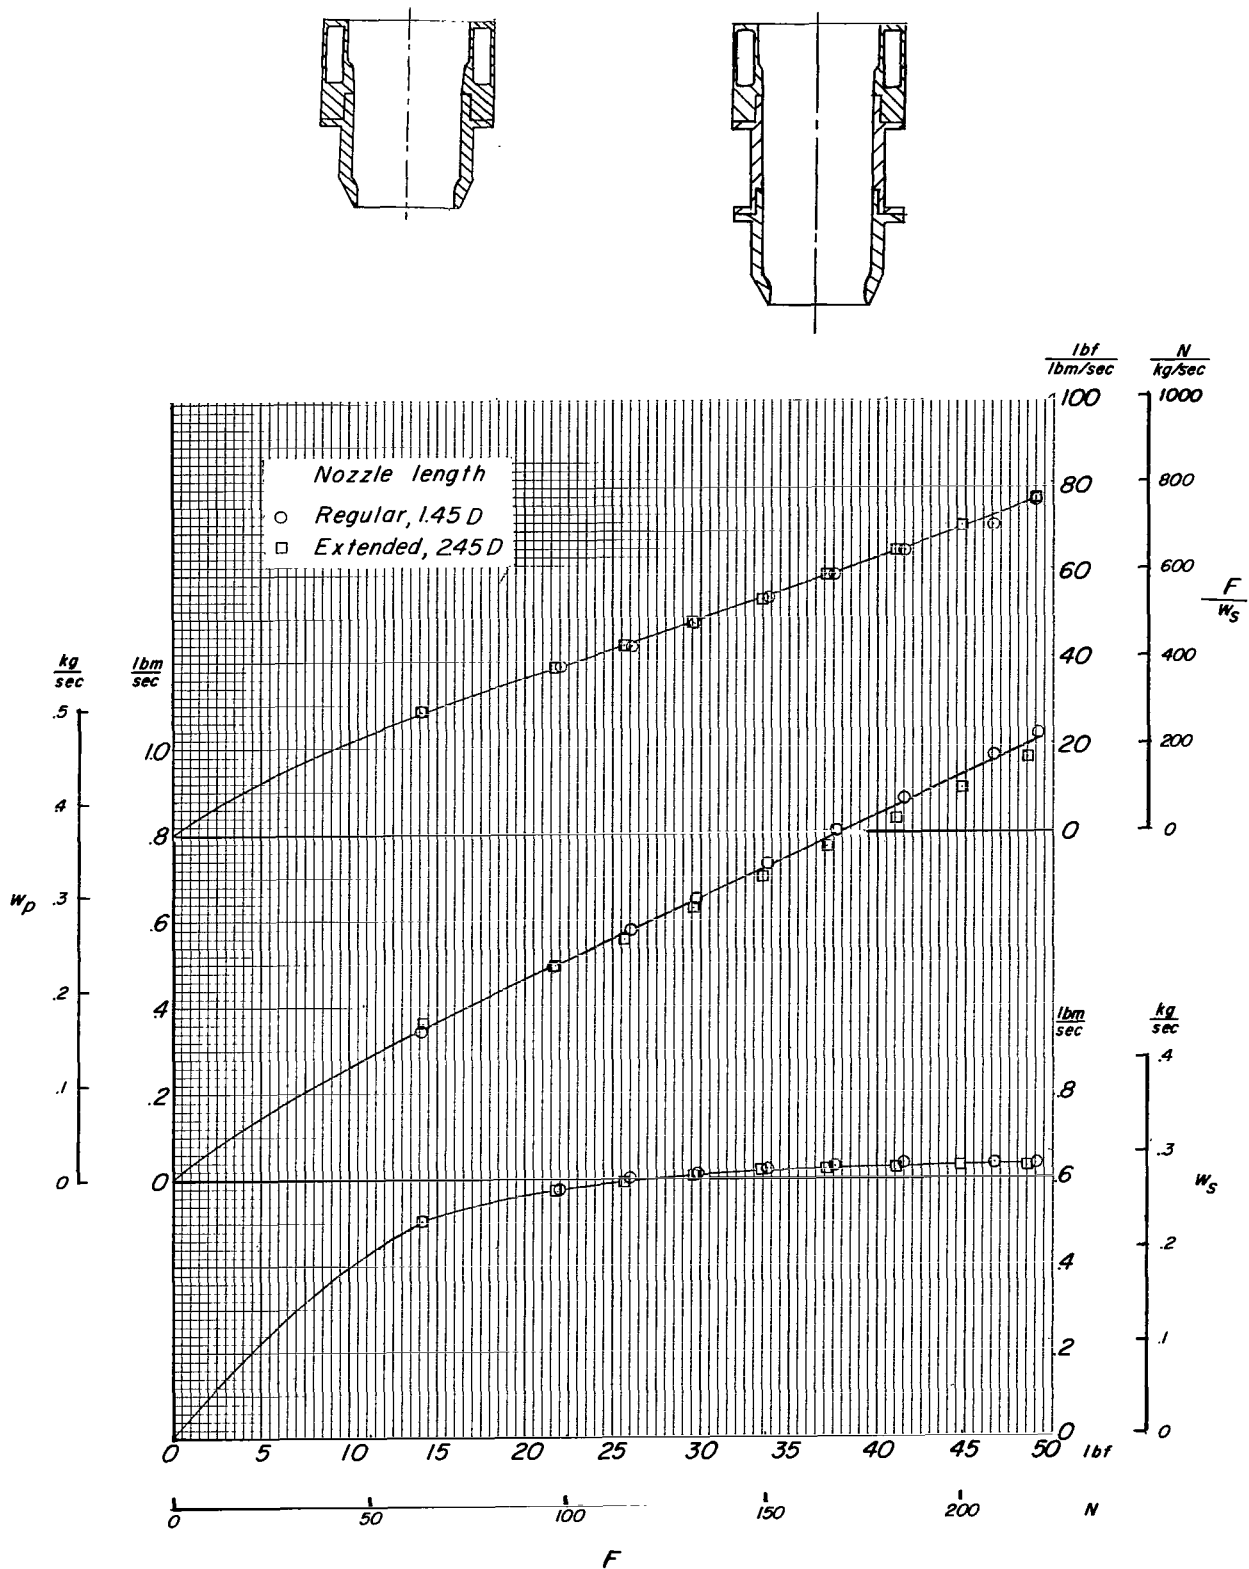 lbf
lbm/sec
N
kg/sec
100
1000
Nozzle length
Regular, 1.45 D
Extended, 245 D
80
800
60
600
F
Ws
40
400
20
200
0
0
kg
sec
lbm
sec
.5
1.0
.4
.8
Wp
.3
.6
.2
.4
.1
.2
0
0
lbm
sec
kg
sec
.4
.8
.3
.6
Ws
.2
.4
.1
.2
0
0
0 5 10 15 20 25 30 35 40 45 50 lbf
0 50 100 150 200 N
F